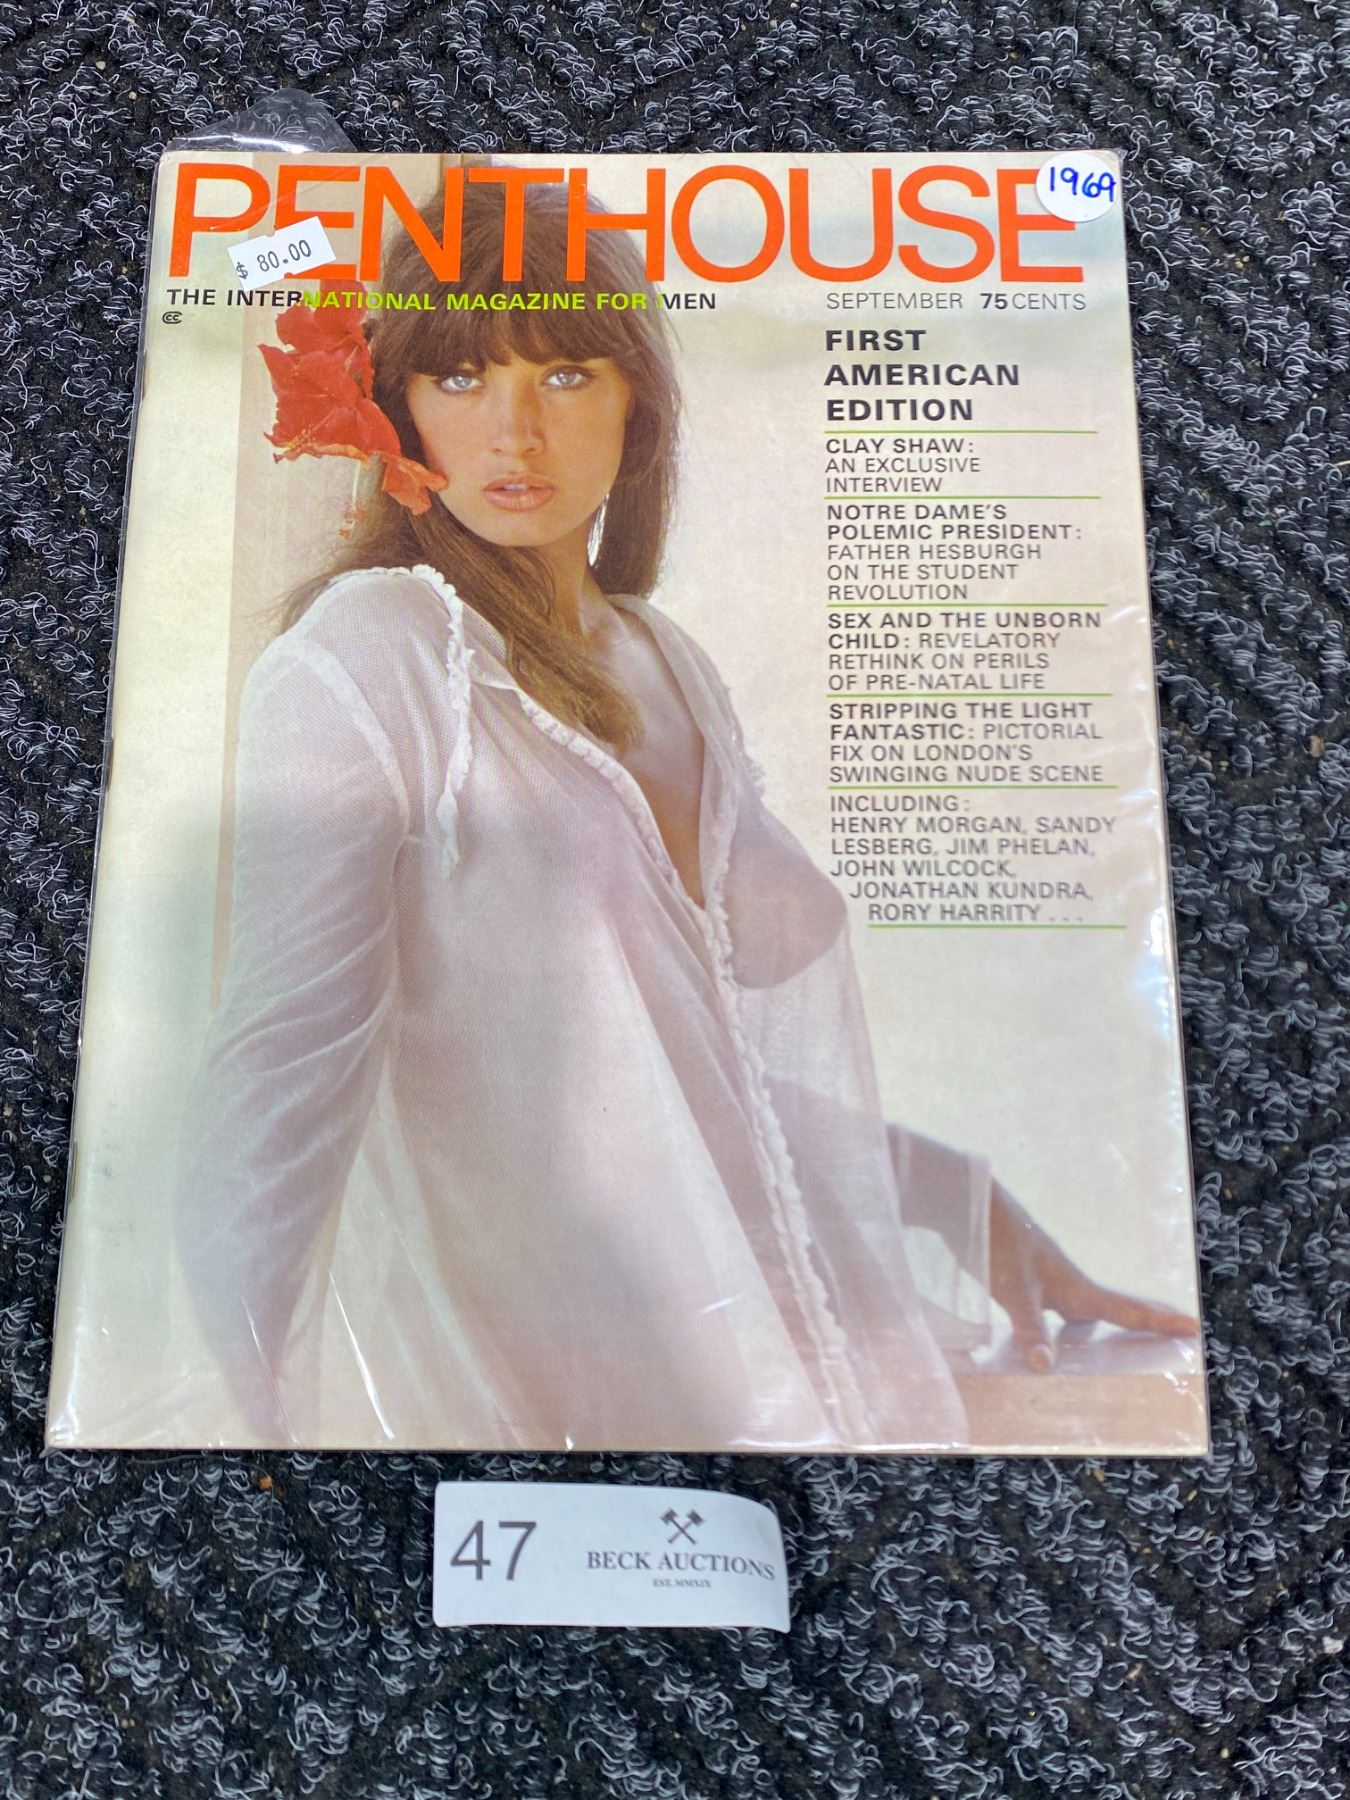 PENTHOUSE
1969
$ 80.00
THE INTERNATIONAL MAGAZINE FOR MEN
SEPTEMBER 75 CENTS
CC
FIRST
AMERICAN
EDITION
CLAY SHAW:
AN EXCLUSIVE
INTERVIEW
NOTRE DAME'S
POLEMIC PRESIDENT:
FATHER HESBURGH
ON THE STUDENT
REVOLUTION
SEX AND THE UNBORN
CHILD: REVELATORY
RETHINK ON PERILS
OF PRE-NATAL LIFE
STRIPPING THE LIGHT
FANTASTIC: PICTORIAL
FIX ON LONDON'S
SWINGING NUDE SCENE
INCLUDING:
HENRY MORGAN, SANDY
LESBERG, JIM PHELAN,
JOHN WILCOCK,
JONATHAN KUNDRA,
RORY HARRITY ...
47
BECK AUCTIONS
EST. MMXIX